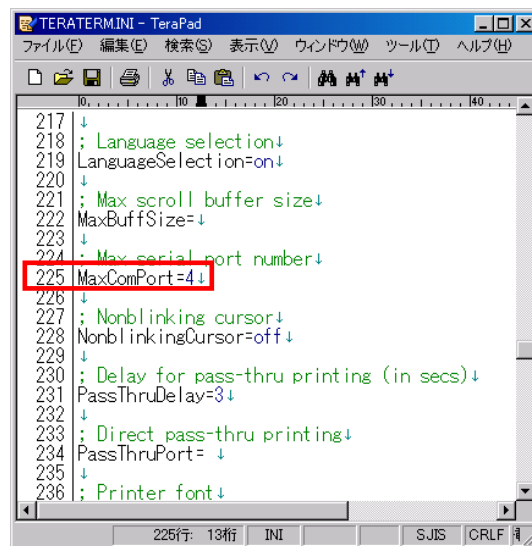 TERATERM.INI - TeraPad
ファイル(F) 編集(E) 検索(S) 表示(V) ウィンドウ(W) ツール(T) ヘルプ(H)
0 10 20 30 40
217 ↓
218 ; Language selection↓
219 LanguageSelection=on↓
220 ↓
221 ; Max scroll buffer size↓
222 MaxBuffSize=↓
223 ↓
224 ; Max serial port number↓
225 MaxComPort=4↓
226 ↓
227 ; Nonblinking cursor↓
228 NonblinkingCursor=off↓
229 ↓
230 ; Delay for pass-thru printing (in secs)↓
231 PassThruDelay=3↓
232 ↓
233 ; Direct pass-thru printing↓
234 PassThruPort= ↓
235 ↓
236 ; Printer font↓
225行: 13桁 INI SJIS CRLF